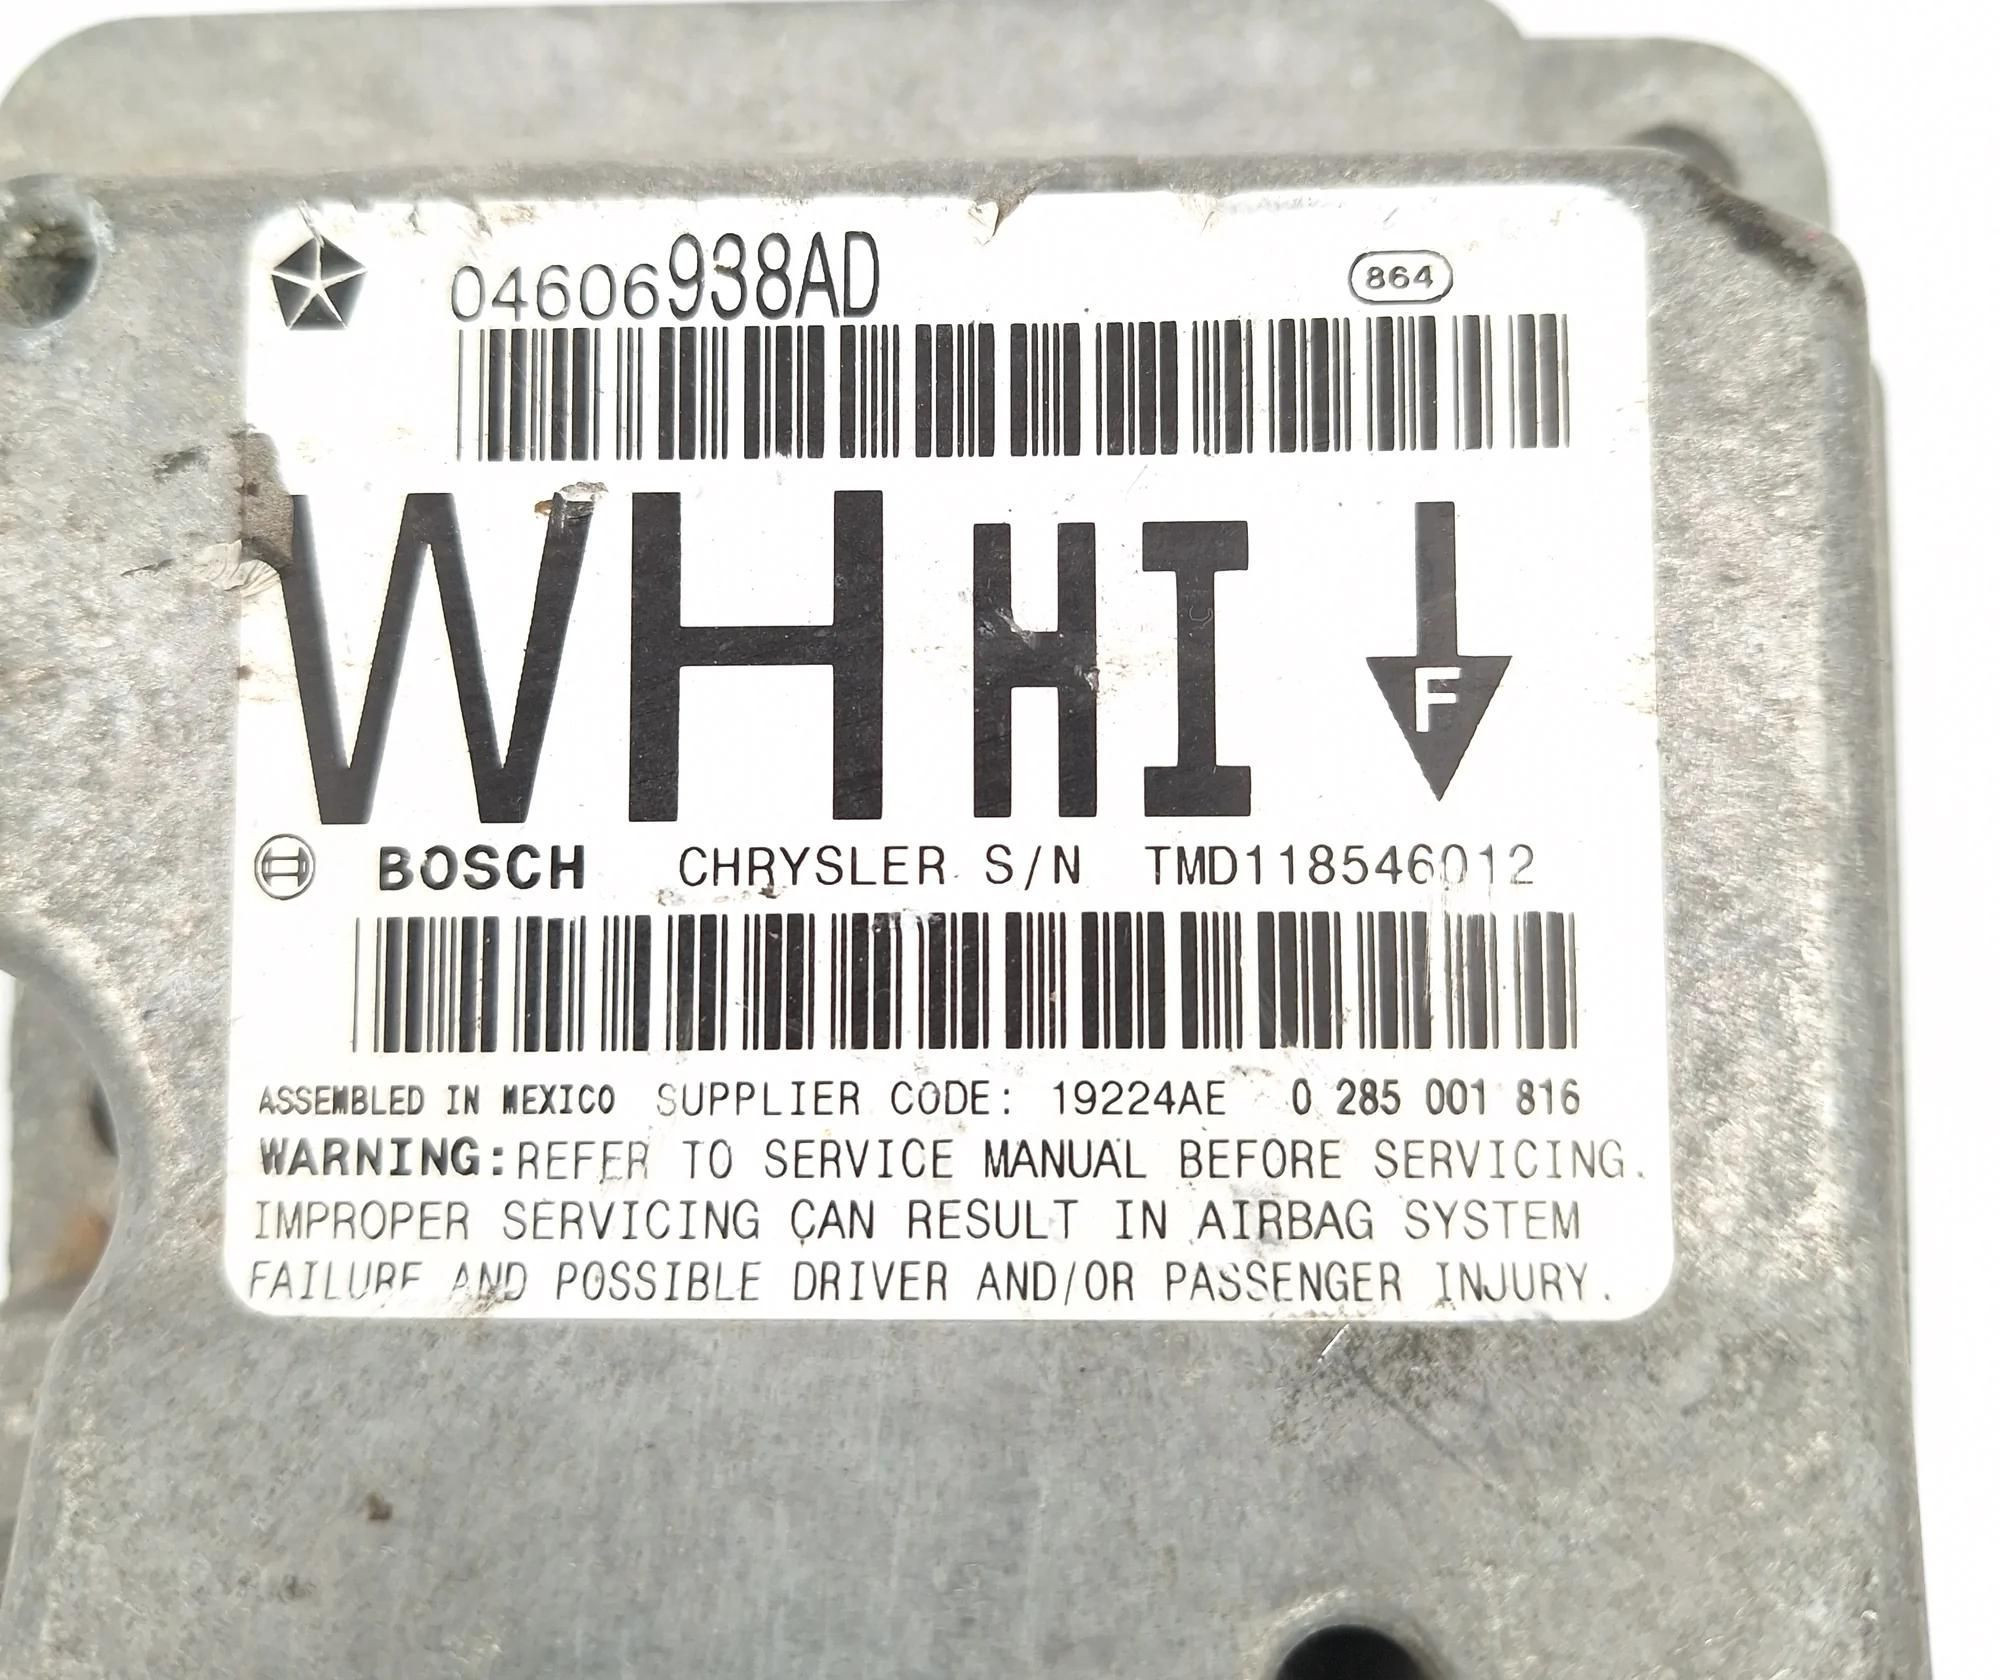 04606938AD
864
WH HI
F
BOSCH CHRYSLER S/N TMD118546012
ASSEMBLED IN MEXICO SUPPLIER CODE: 19224AE 0 285 001 816
WARNING:REFER TO SERVICE MANUAL BEFORE SERVICING.
IMPROPER SERVICING CAN RESULT IN AIRBAG SYSTEM
FAILURE AND POSSIBLE DRIVER AND/OR PASSENGER INJURY.